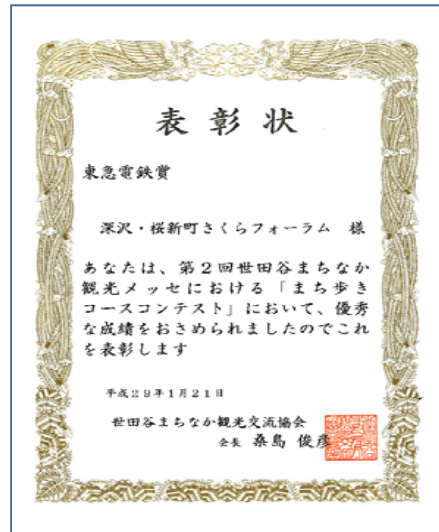 表彰状
東急電鉄賞
深沢・桜新町さくらフォーラム 様
あなたは、第2回世田谷まちなか
観光メッセにおける「まち歩き
コースコンテスト」において、優秀
な成績をおさめられましたのでこれ
を表彰します
平成29年1月21日
世田谷まちなか観光交流協会
会長 桑島 俊彦